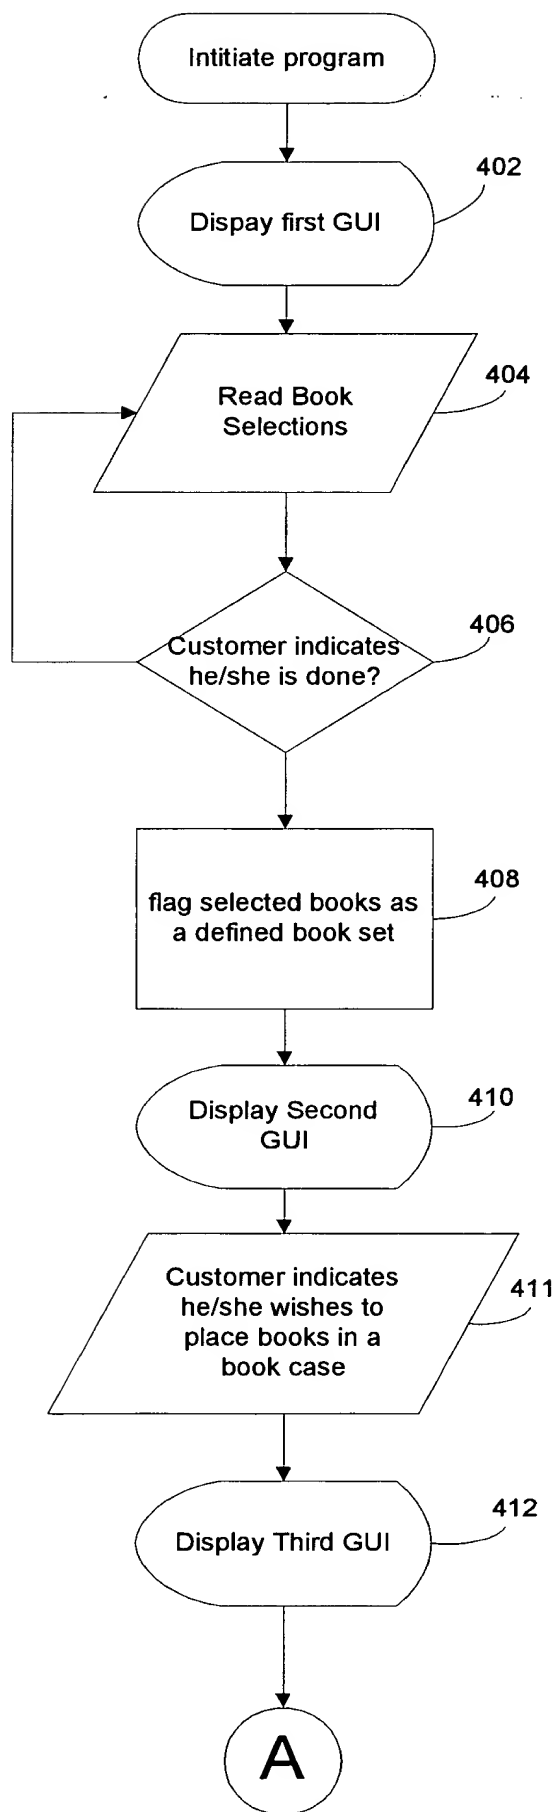 Intitiate program
402
Dispay first GUI
404
Read Book
Selections
406
Customer indicates
he/she is done?
408
flag selected books as
a defined book set
410
Display Second
GUI
411
Customer indicates
he/she wishes to
place books in a
book case
412
Display Third GUI
A